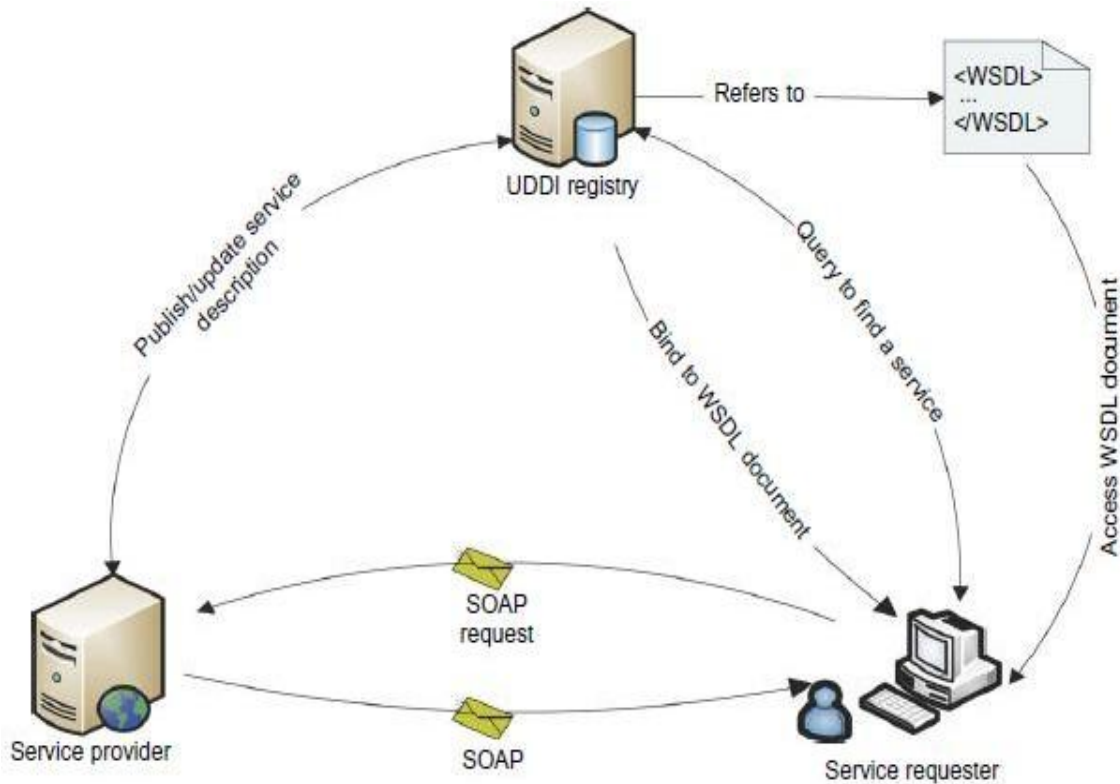 <WSDL>
...
</WSDL>
Refers to
UDDI registry
Publish/update service
description
Query to find a service
Bind to WSDL document
Access WSDL document
SOAP
request
SOAP
Service provider
Service requester